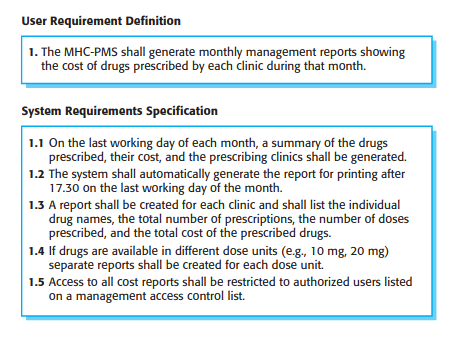 User Requirement Definition
1. The MHC-PMS shall generate monthly management reports showing
the cost of drugs prescribed by each clinic during that month.
System Requirements Specification
1.1 On the last working day of each month, a summary of the drugs
prescribed, their cost, and the prescribing clinics shall be generated.
1.2 The system shall automatically generate the report for printing after
17.30 on the last working day of the month.
1.3 A report shall be created for each clinic and shall list the individual
drug names, the total number of prescriptions, the number of doses
prescribed, and the total cost of the prescribed drugs.
1.4 If drugs are available in different dose units (e.g., 10 mg, 20 mg)
separate reports shall be created for each dose unit.
1.5 Access to all cost reports shall be restricted to authorized users listed
on a management access control list.